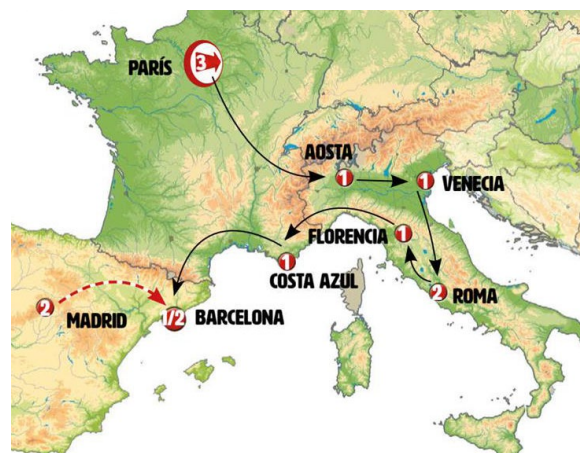 PARÍS
3
AOSTA
1
1
VENECIA
FLORENCIA
1
1
COSTA AZUL
2
ROMA
2
MADRID
1/2
BARCELONA